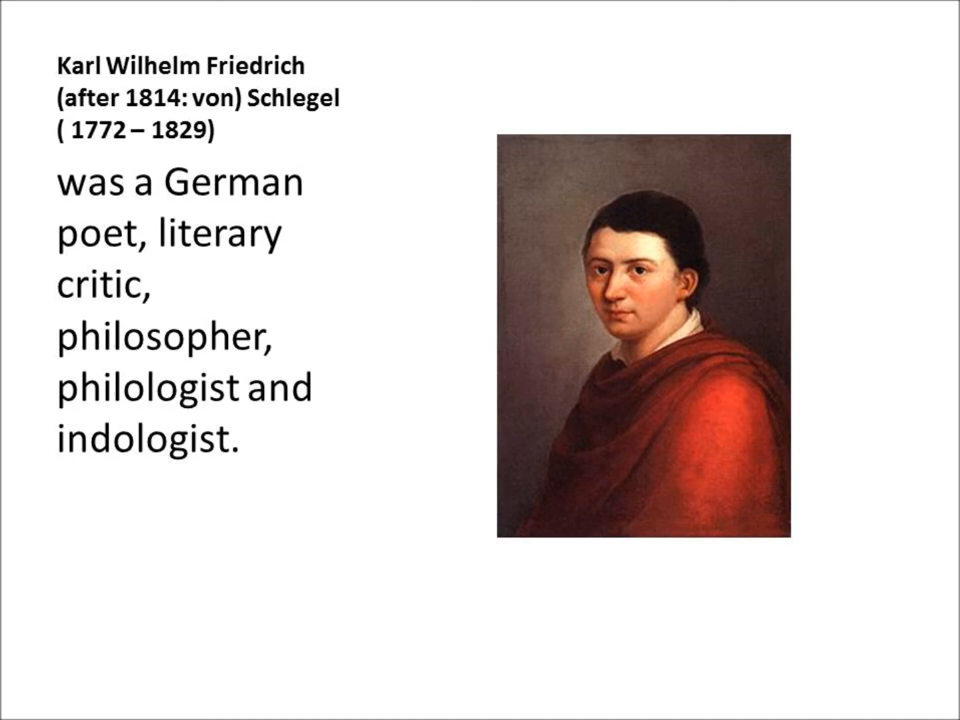 Karl Wilhelm Friedrich
(after 1814: von) Schlegel
( 1772 – 1829)
was a German
poet, literary
critic,
philosopher,
philologist and
indologist.